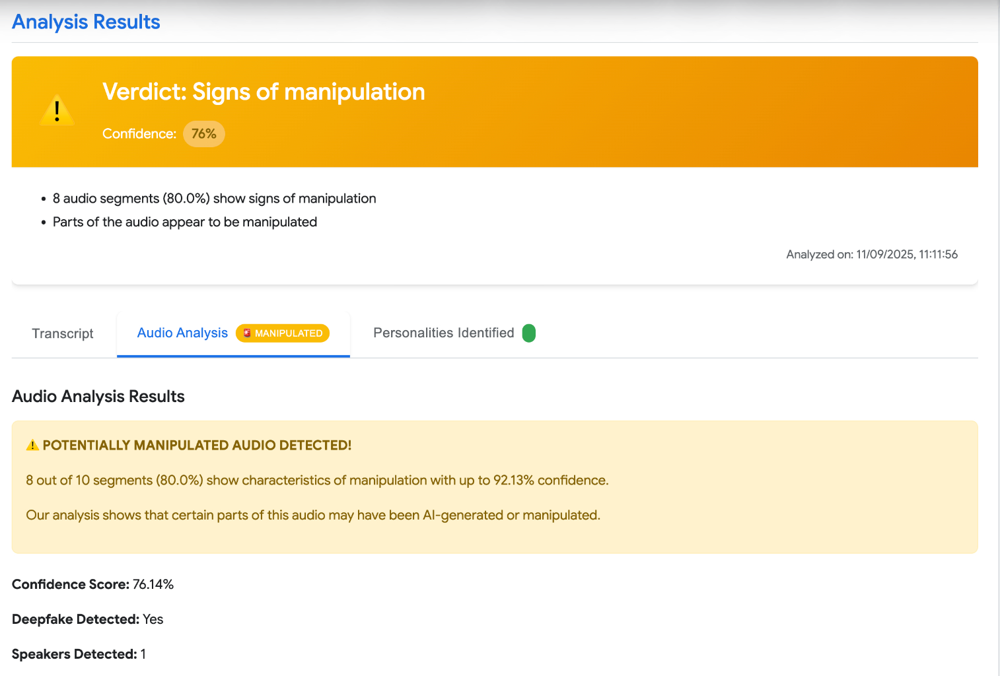 Analysis Results
Verdict: Signs of manipulation
Confidence: 76%
• 8 audio segments (80.0%) show signs of manipulation
• Parts of the audio appear to be manipulated
Analyzed on: 11/09/2025, 11:11:56
Transcript Audio Analysis MANIPULATED Personalities Identified
Audio Analysis Results
POTENTIALLY MANIPULATED AUDIO DETECTED!
8 out of 10 segments (80.0%) show characteristics of manipulation with up to 92.13% confidence.
Our analysis shows that certain parts of this audio may have been AI-generated or manipulated.
Confidence Score: 76.14%
Deepfake Detected: Yes
Speakers Detected: 1